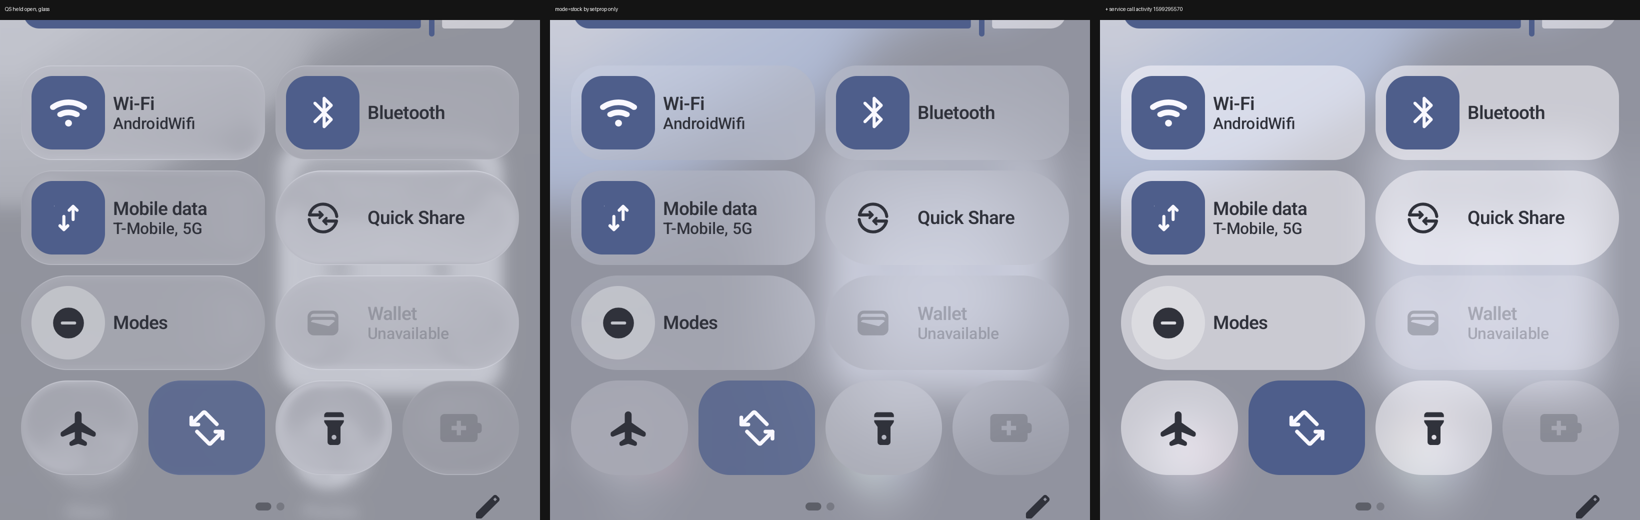 QS held open, glass
mode=stock by setprop only
+ service call activity 1599295570
Wi-Fi
AndroidWifi
Bluetooth
Mobile data
T-Mobile, 5G
Quick Share
Modes
Wallet
Unavailable
Wi-Fi
AndroidWifi
Bluetooth
Mobile data
T-Mobile, 5G
Quick Share
Modes
Wallet
Unavailable
Wi-Fi
AndroidWifi
Bluetooth
Mobile data
T-Mobile, 5G
Quick Share
Modes
Wallet
Unavailable